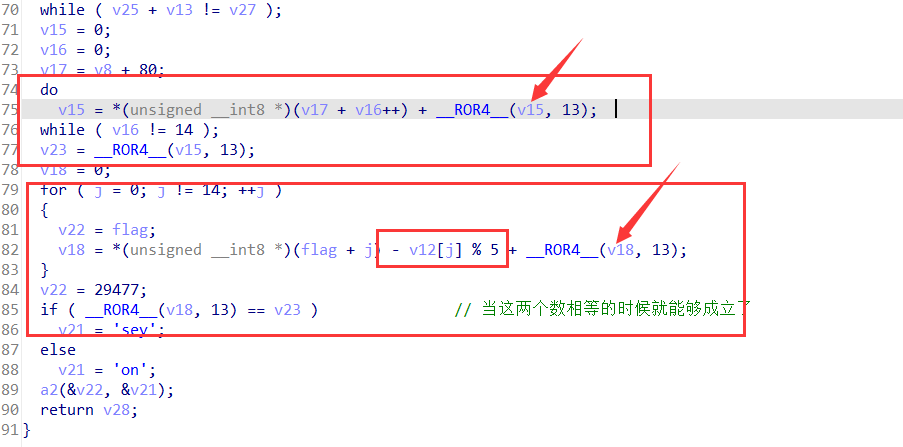 70 while ( v25 + v13 != v27 );
71 v15 = 0;
72 v16 = 0;
73 v17 = v8 + 80;
74 do
75 v15 = *(unsigned __int8 *)(v17 + v16++) + __ROR4__(v15, 13);
76 while ( v16 != 14 );
77 v23 = __ROR4__(v15, 13);
78 v18 = 0;
79 for ( j = 0; j != 14; ++j )
80 {
81 v22 = flag;
82 v18 = *(unsigned __int8 *)(flag + j) - v12[j] % 5 + __ROR4__(v18, 13);
83 }
84 v22 = 29477;
85 if ( __ROR4__(v18, 13) == v23 ) // 当这两个数相等的时候就能够成立了
86 v21 = 'sey';
87 else
88 v21 = 'on';
89 a2(&v22, &v21);
90 return v28;
91 }